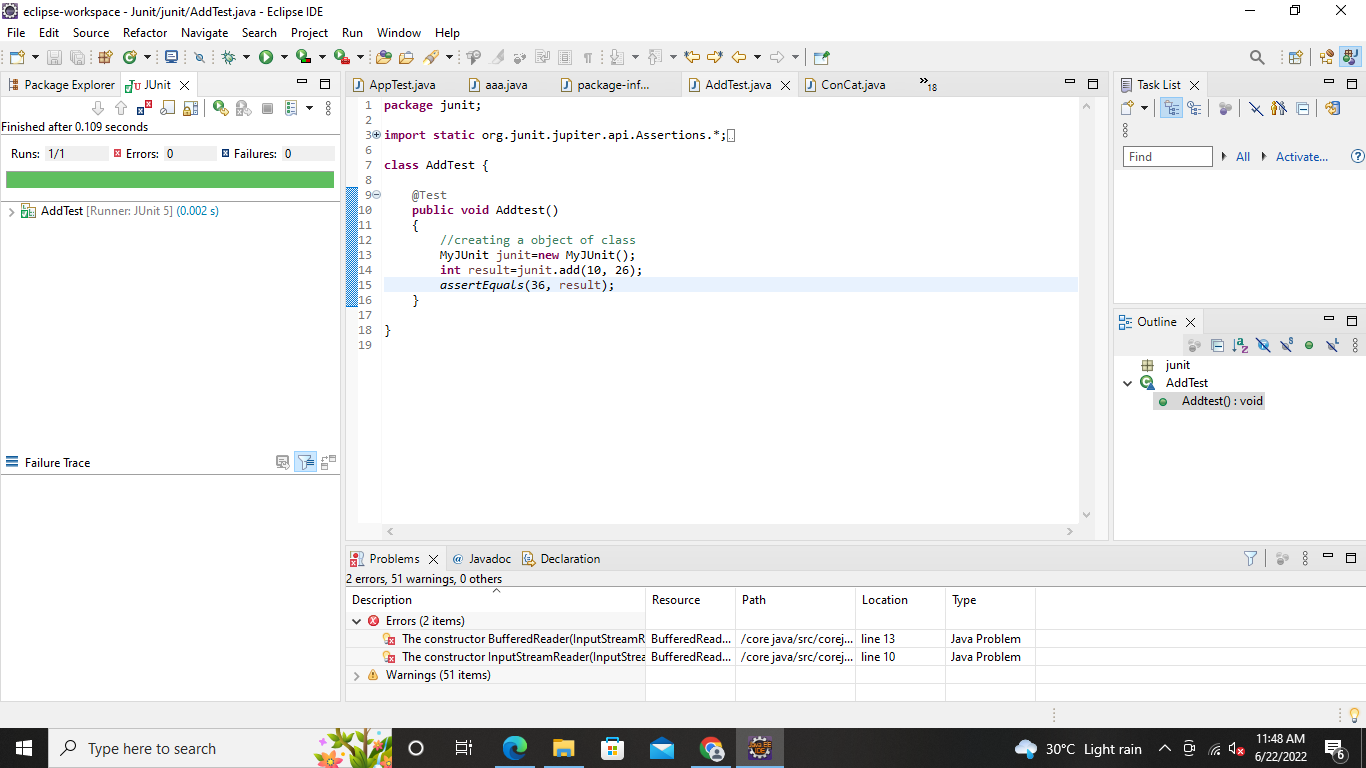 eclipse-workspace - Junit/junit/AddTest.java - Eclipse IDE
File Edit Source Refactor Navigate Search Project Run Window Help
Package Explorer JUnit
Finished after 0.109 seconds
Runs: 1/1 Errors: 0 Failures: 0
AddTest [Runner: JUnit 5] (0.002 s)
Failure Trace
AppTest.java aaa.java package-inf... AddTest.java ConCat.java »18
1 package junit;
2
3 import static org.junit.jupiter.api.Assertions.*;
6
7 class AddTest {
8
9 @Test
10 public void Addtest()
11 {
12 //creating a object of class
13 MyJUnit junit=new MyJUnit();
14 int result=junit.add(10, 26);
15 assertEquals(36, result);
16 }
17
18 }
19
Task List
Find All Activate...
Outline
junit
AddTest
Addtest() : void
Problems @ Javadoc Declaration
2 errors, 51 warnings, 0 others
Description Resource Path Location Type
Errors (2 items)
The constructor BufferedReader(InputStreamR BufferedRead... /core java/src/corej... line 13 Java Problem
The constructor InputStreamReader(InputStrea BufferedRead... /core java/src/corej... line 10 Java Problem
Warnings (51 items)
Type here to search
30°C Light rain
11:48 AM
6/22/2022
6